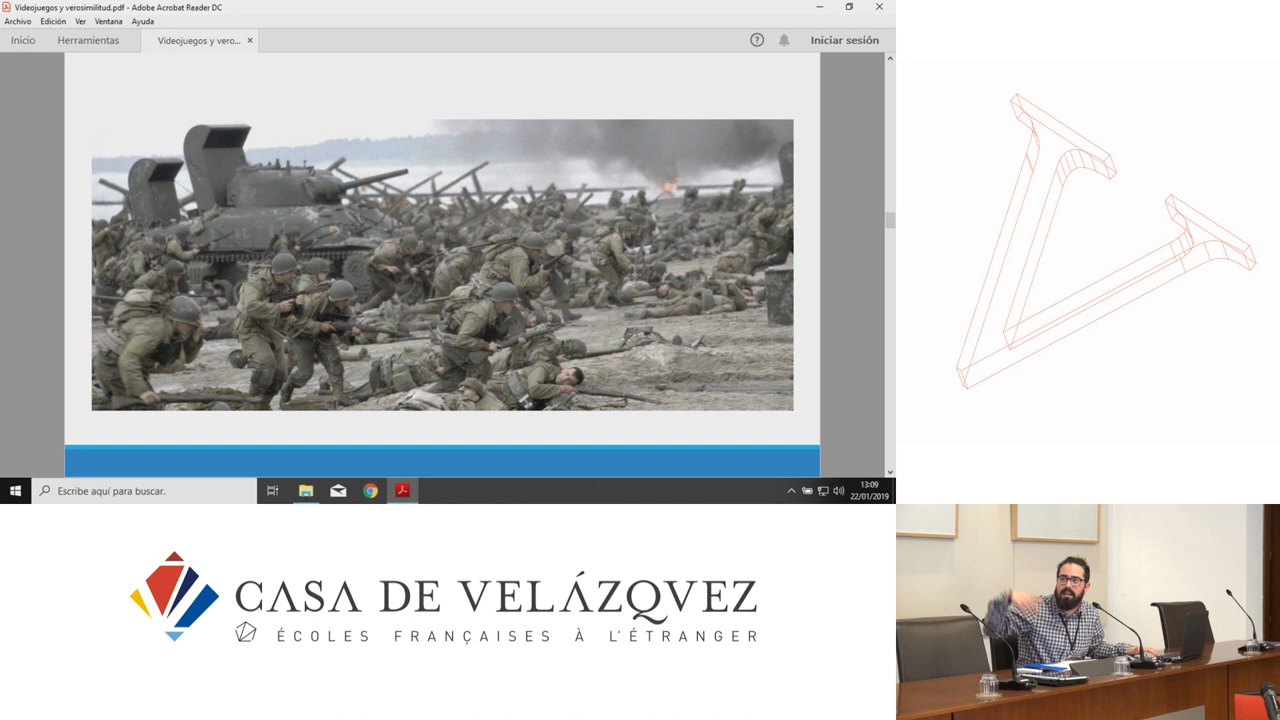 Videojuegos y verosimilitud.pdf - Adobe Acrobat Reader DC
Archivo Edición Ver Ventana Ayuda
Inicio Herramientas Videojuegos y vero... × ? Iniciar sesión
Escribe aquí para buscar.
13:09
22/01/2019
CASA DE VELÁZQVEZ
ÉCOLES FRANÇAISES À L'ÉTRANGER